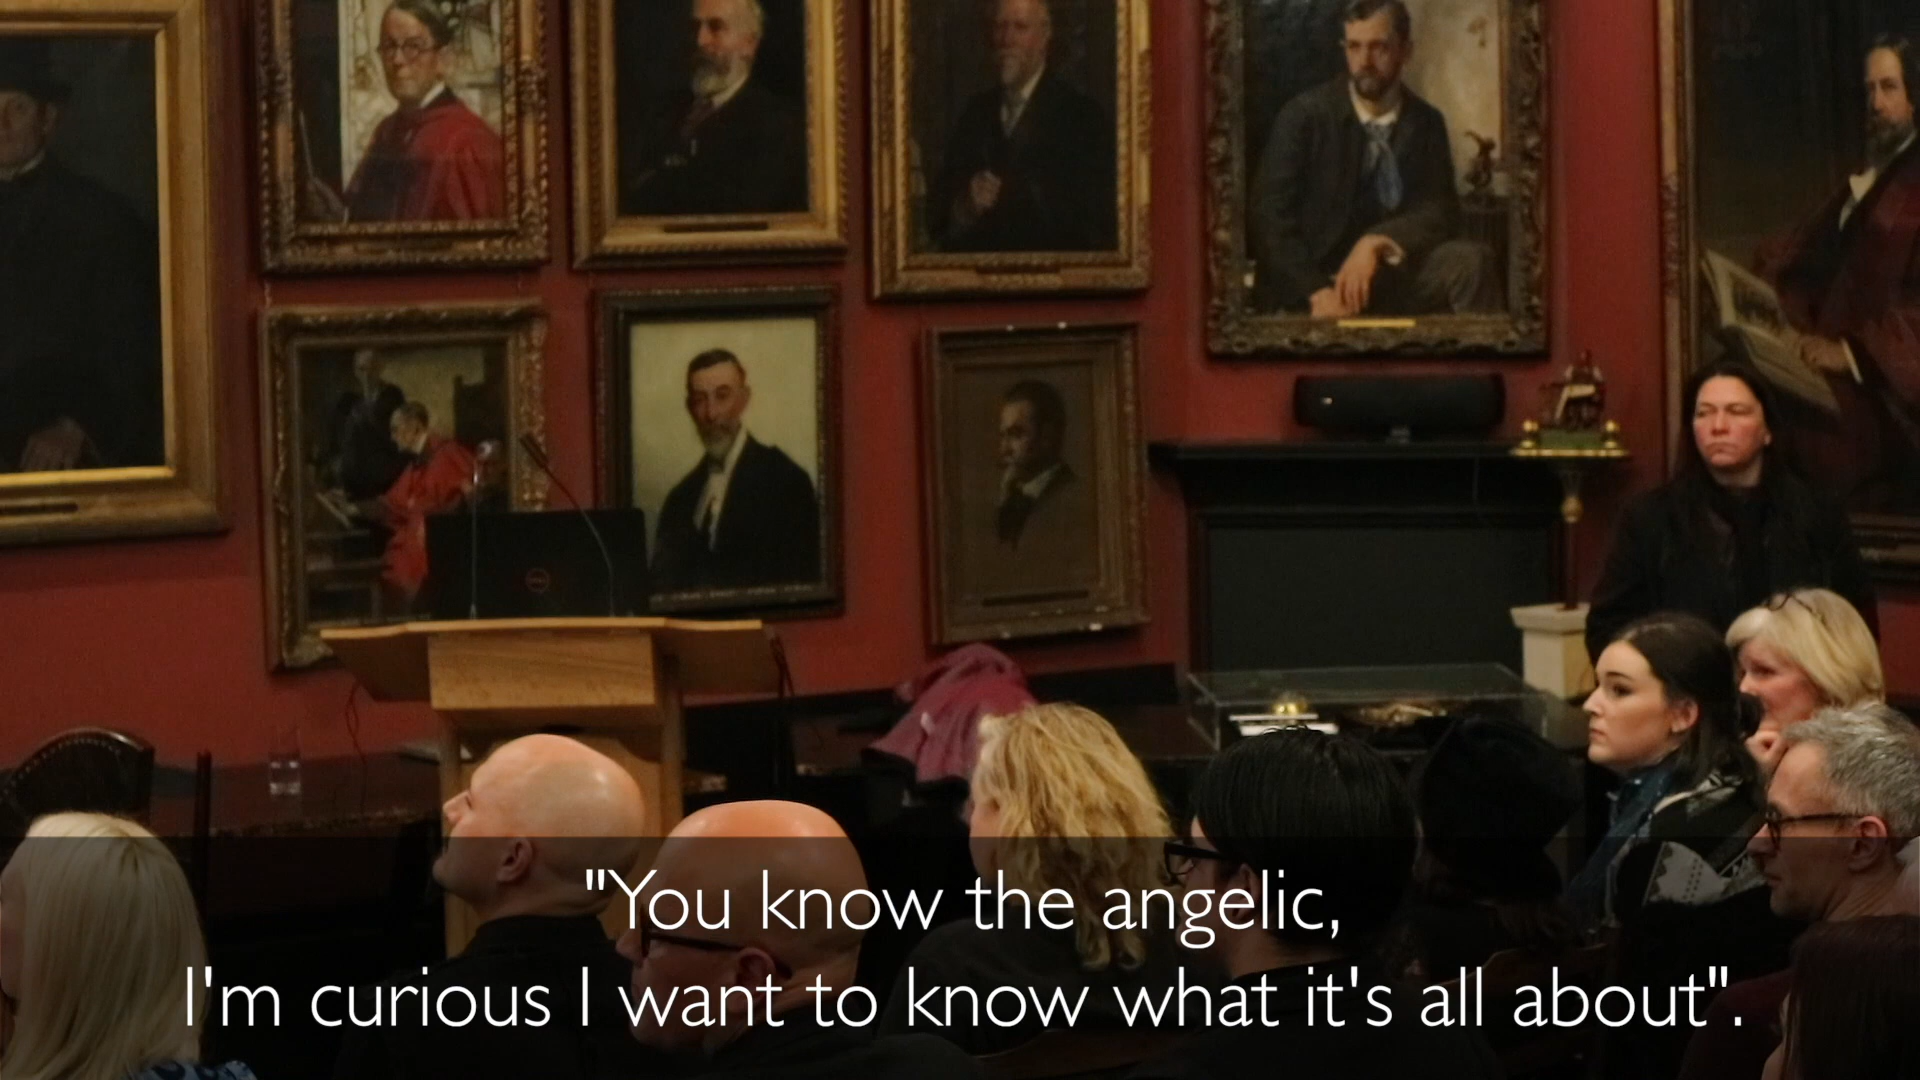 "You know the angelic,
I'm curious I want to know what it's all about".